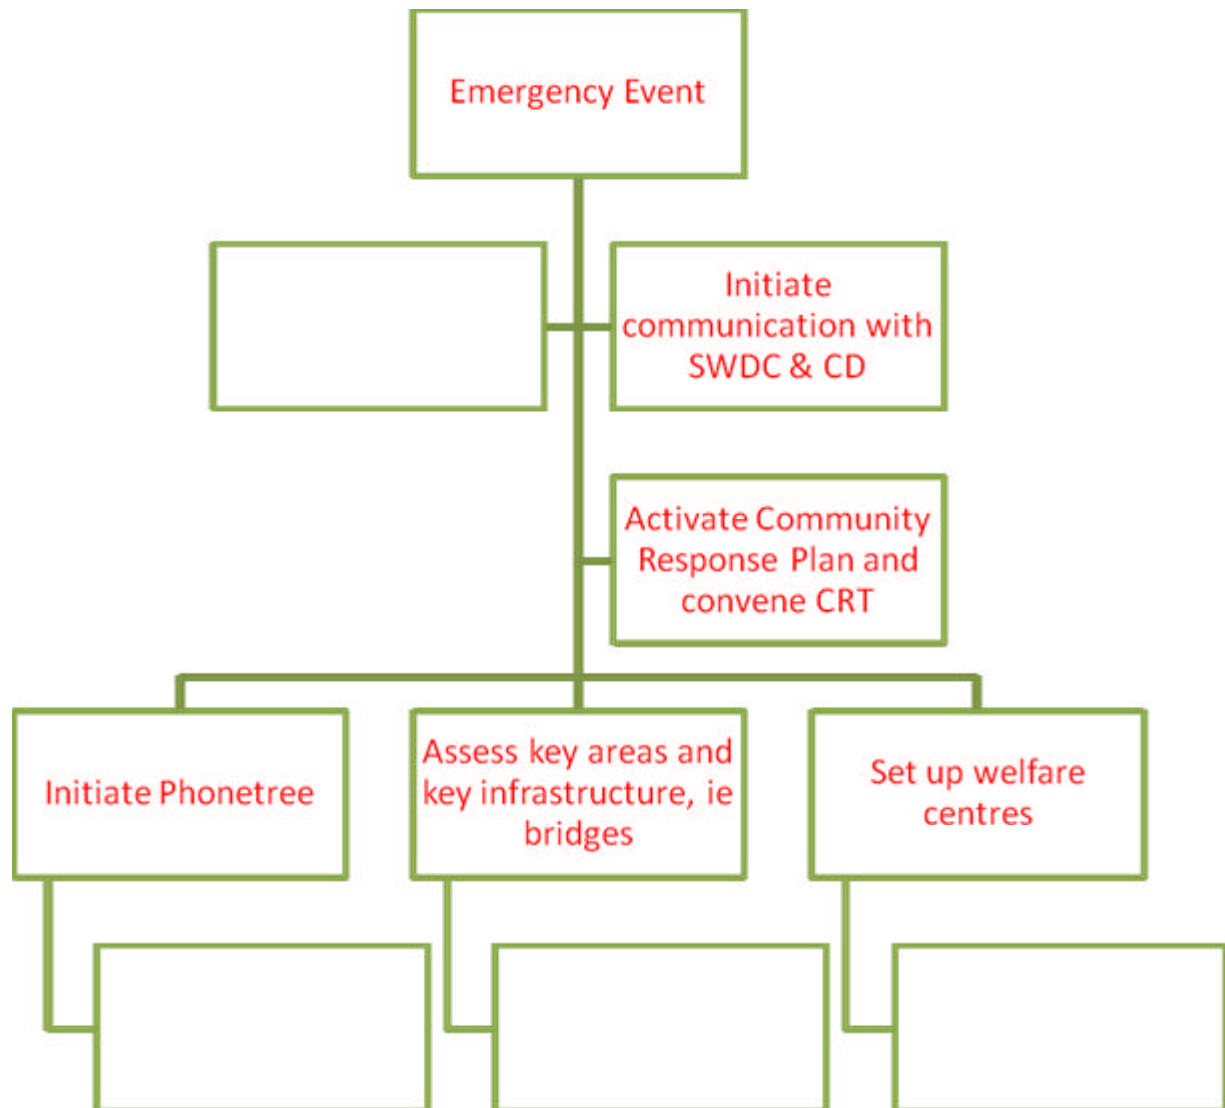 Emergency Event
Initiate
communication with
SWDC & CD
Activate Community
Response Plan and
convene CRT
Initiate Phonetree
Assess key areas and
key infrastructure, ie
bridges
Set up welfare
centres